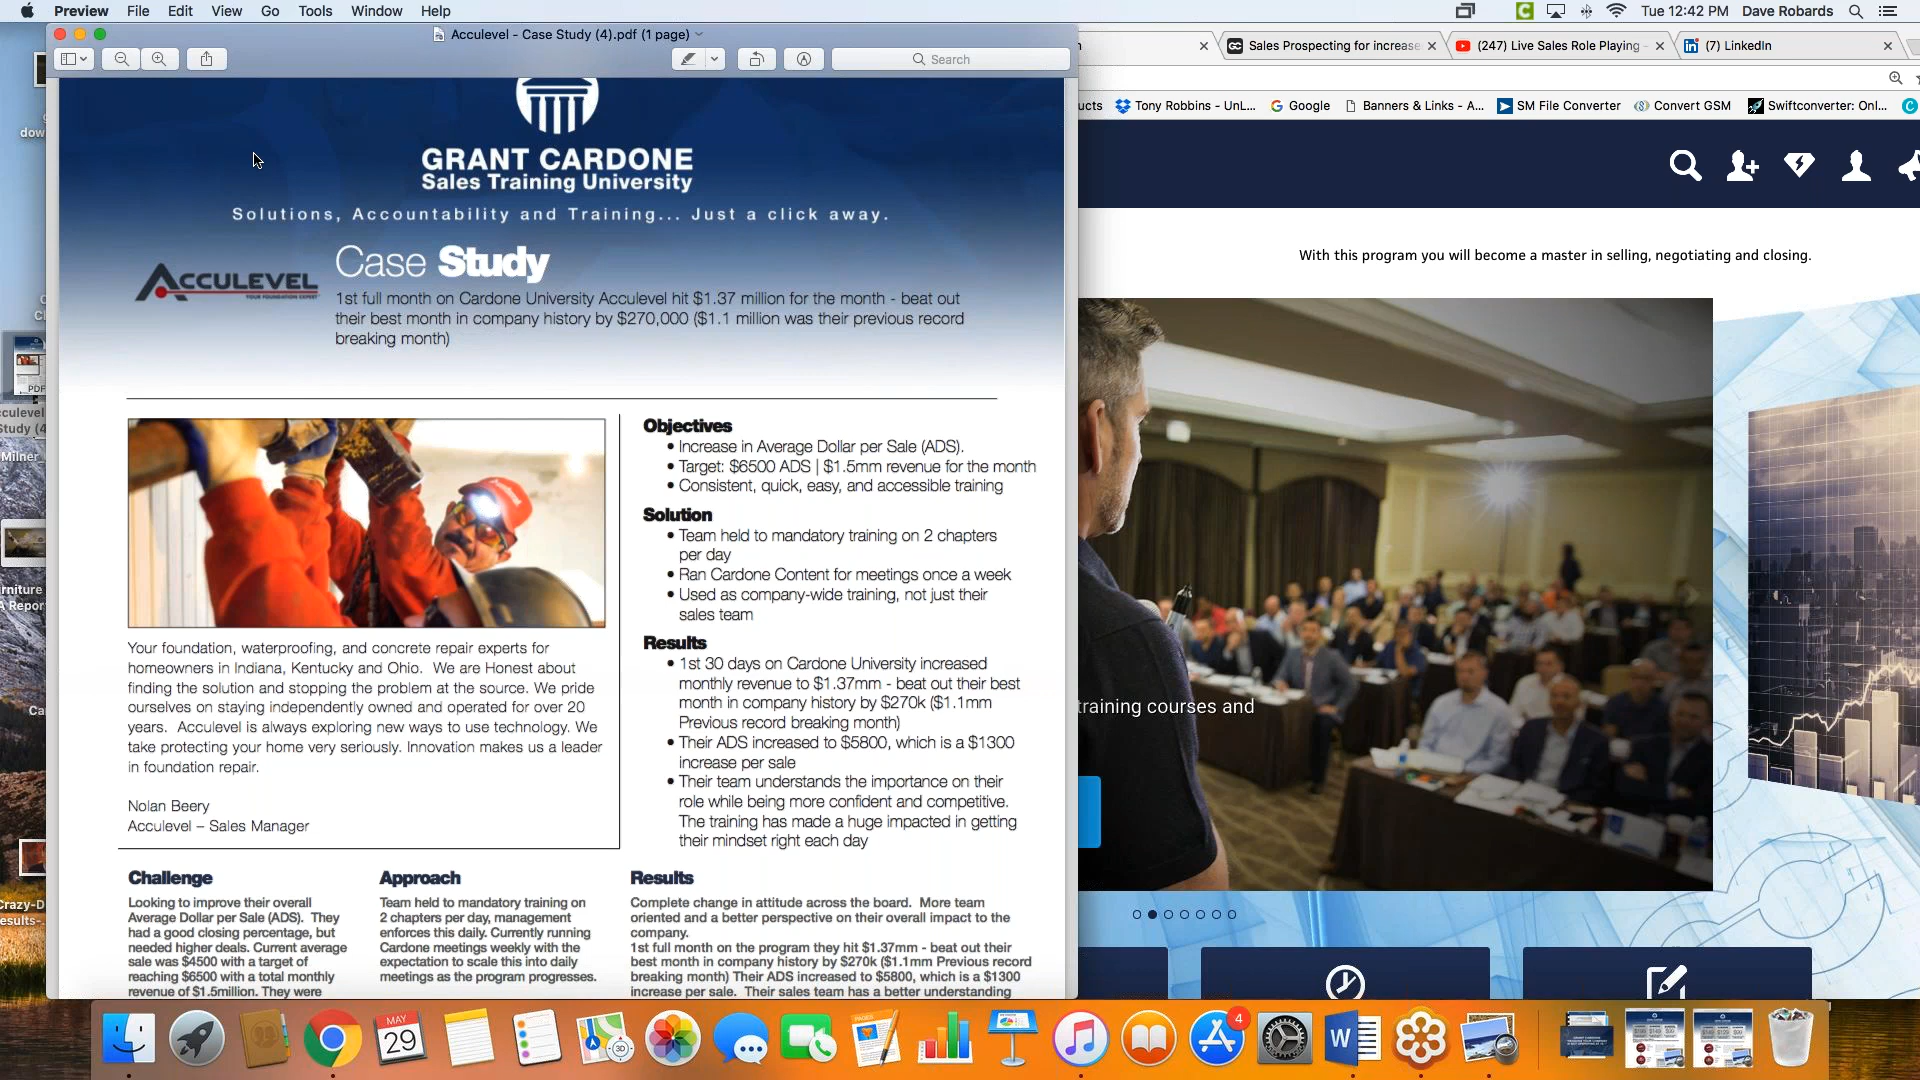 Preview File Edit View Go Tools Window Help
Tue 12:42 PM Dave Robards
Acculevel - Case Study (4).pdf (1 page)
Search
Sales Prospecting for increase
(247) Live Sales Role Playing -
(7) LinkedIn
ucts Tony Robbins - UnL... Google Banners & Links - A... SM File Converter Convert GSM Swiftconverter: Onl...
GRANT CARDONE
Sales Training University
Solutions, Accountability and Training... Just a click away.
Case Study
ACCULEVEL
YOUR FOUNDATION EXPERT
1st full month on Cardone University Acculevel hit $1.37 million for the month - beat out
their best month in company history by $270,000 ($1.1 million was their previous record
breaking month)
Objectives
• Increase in Average Dollar per Sale (ADS).
• Target: $6500 ADS | $1.5mm revenue for the month
• Consistent, quick, easy, and accessible training
Solution
• Team held to mandatory training on 2 chapters
per day
• Ran Cardone Content for meetings once a week
• Used as company-wide training, not just their
sales team
Results
• 1st 30 days on Cardone University increased
monthly revenue to $1.37mm - beat out their best
month in company history by $270k ($1.1mm
Previous record breaking month)
• Their ADS increased to $5800, which is a $1300
increase per sale
• Their team understands the importance on their
role while being more confident and competitive.
The training has made a huge impacted in getting
their mindset right each day
Your foundation, waterproofing, and concrete repair experts for
homeowners in Indiana, Kentucky and Ohio. We are Honest about
finding the solution and stopping the problem at the source. We pride
ourselves on staying independently owned and operated for over 20
years. Acculevel is always exploring new ways to use technology. We
take protecting your home very seriously. Innovation makes us a leader
in foundation repair.
Nolan Beery
Acculevel – Sales Manager
Challenge
Looking to improve their overall
Average Dollar per Sale (ADS). They
had a good closing percentage, but
needed higher deals. Current average
sale was $4500 with a target of
reaching $6500 with a total monthly
revenue of $1.5million. They were
Approach
Team held to mandatory training on
2 chapters per day, management
enforces this daily. Currently running
Cardone meetings weekly with the
expectation to scale this into daily
meetings as the program progresses.
Results
Complete change in attitude across the board. More team
oriented and a better perspective on their overall impact to the
company.
1st full month on the program they hit $1.37mm - beat out their
best month in company history by $270k ($1.1mm Previous record
breaking month) Their ADS increased to $5800, which is a $1300
increase per sale. Their sales team has a better understanding
With this program you will become a master in selling, negotiating and closing.
training courses and
dow
PDF
cculevel
Study (4
Milner_
rniture
A Repor
Ca
Crazy-D
esults-
MAY
29
3D
PAGES
4